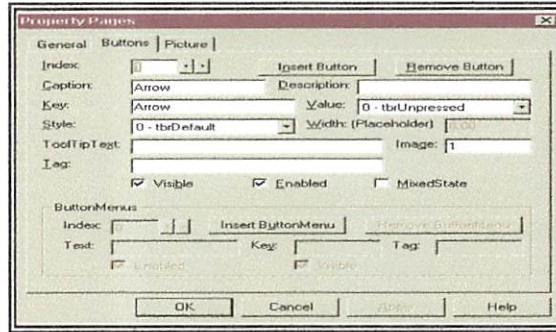 Property Pages
General Buttons Picture
Index: Insert Button Remove Button
Caption: Arrow Description:
Key: Arrow Value: 0 - tbrUnpressed
Style: 0 - tbrDefault Width: (Placeholder) 0.00
ToolTipText: Image: 1
Tag:
Visible Enabled MixedState
ButtonMenus
Index: Insert ButtonMenu Remove ButtonMenu
Text: Key: Tag:
Enabled Visible
OK Cancel Apply Help